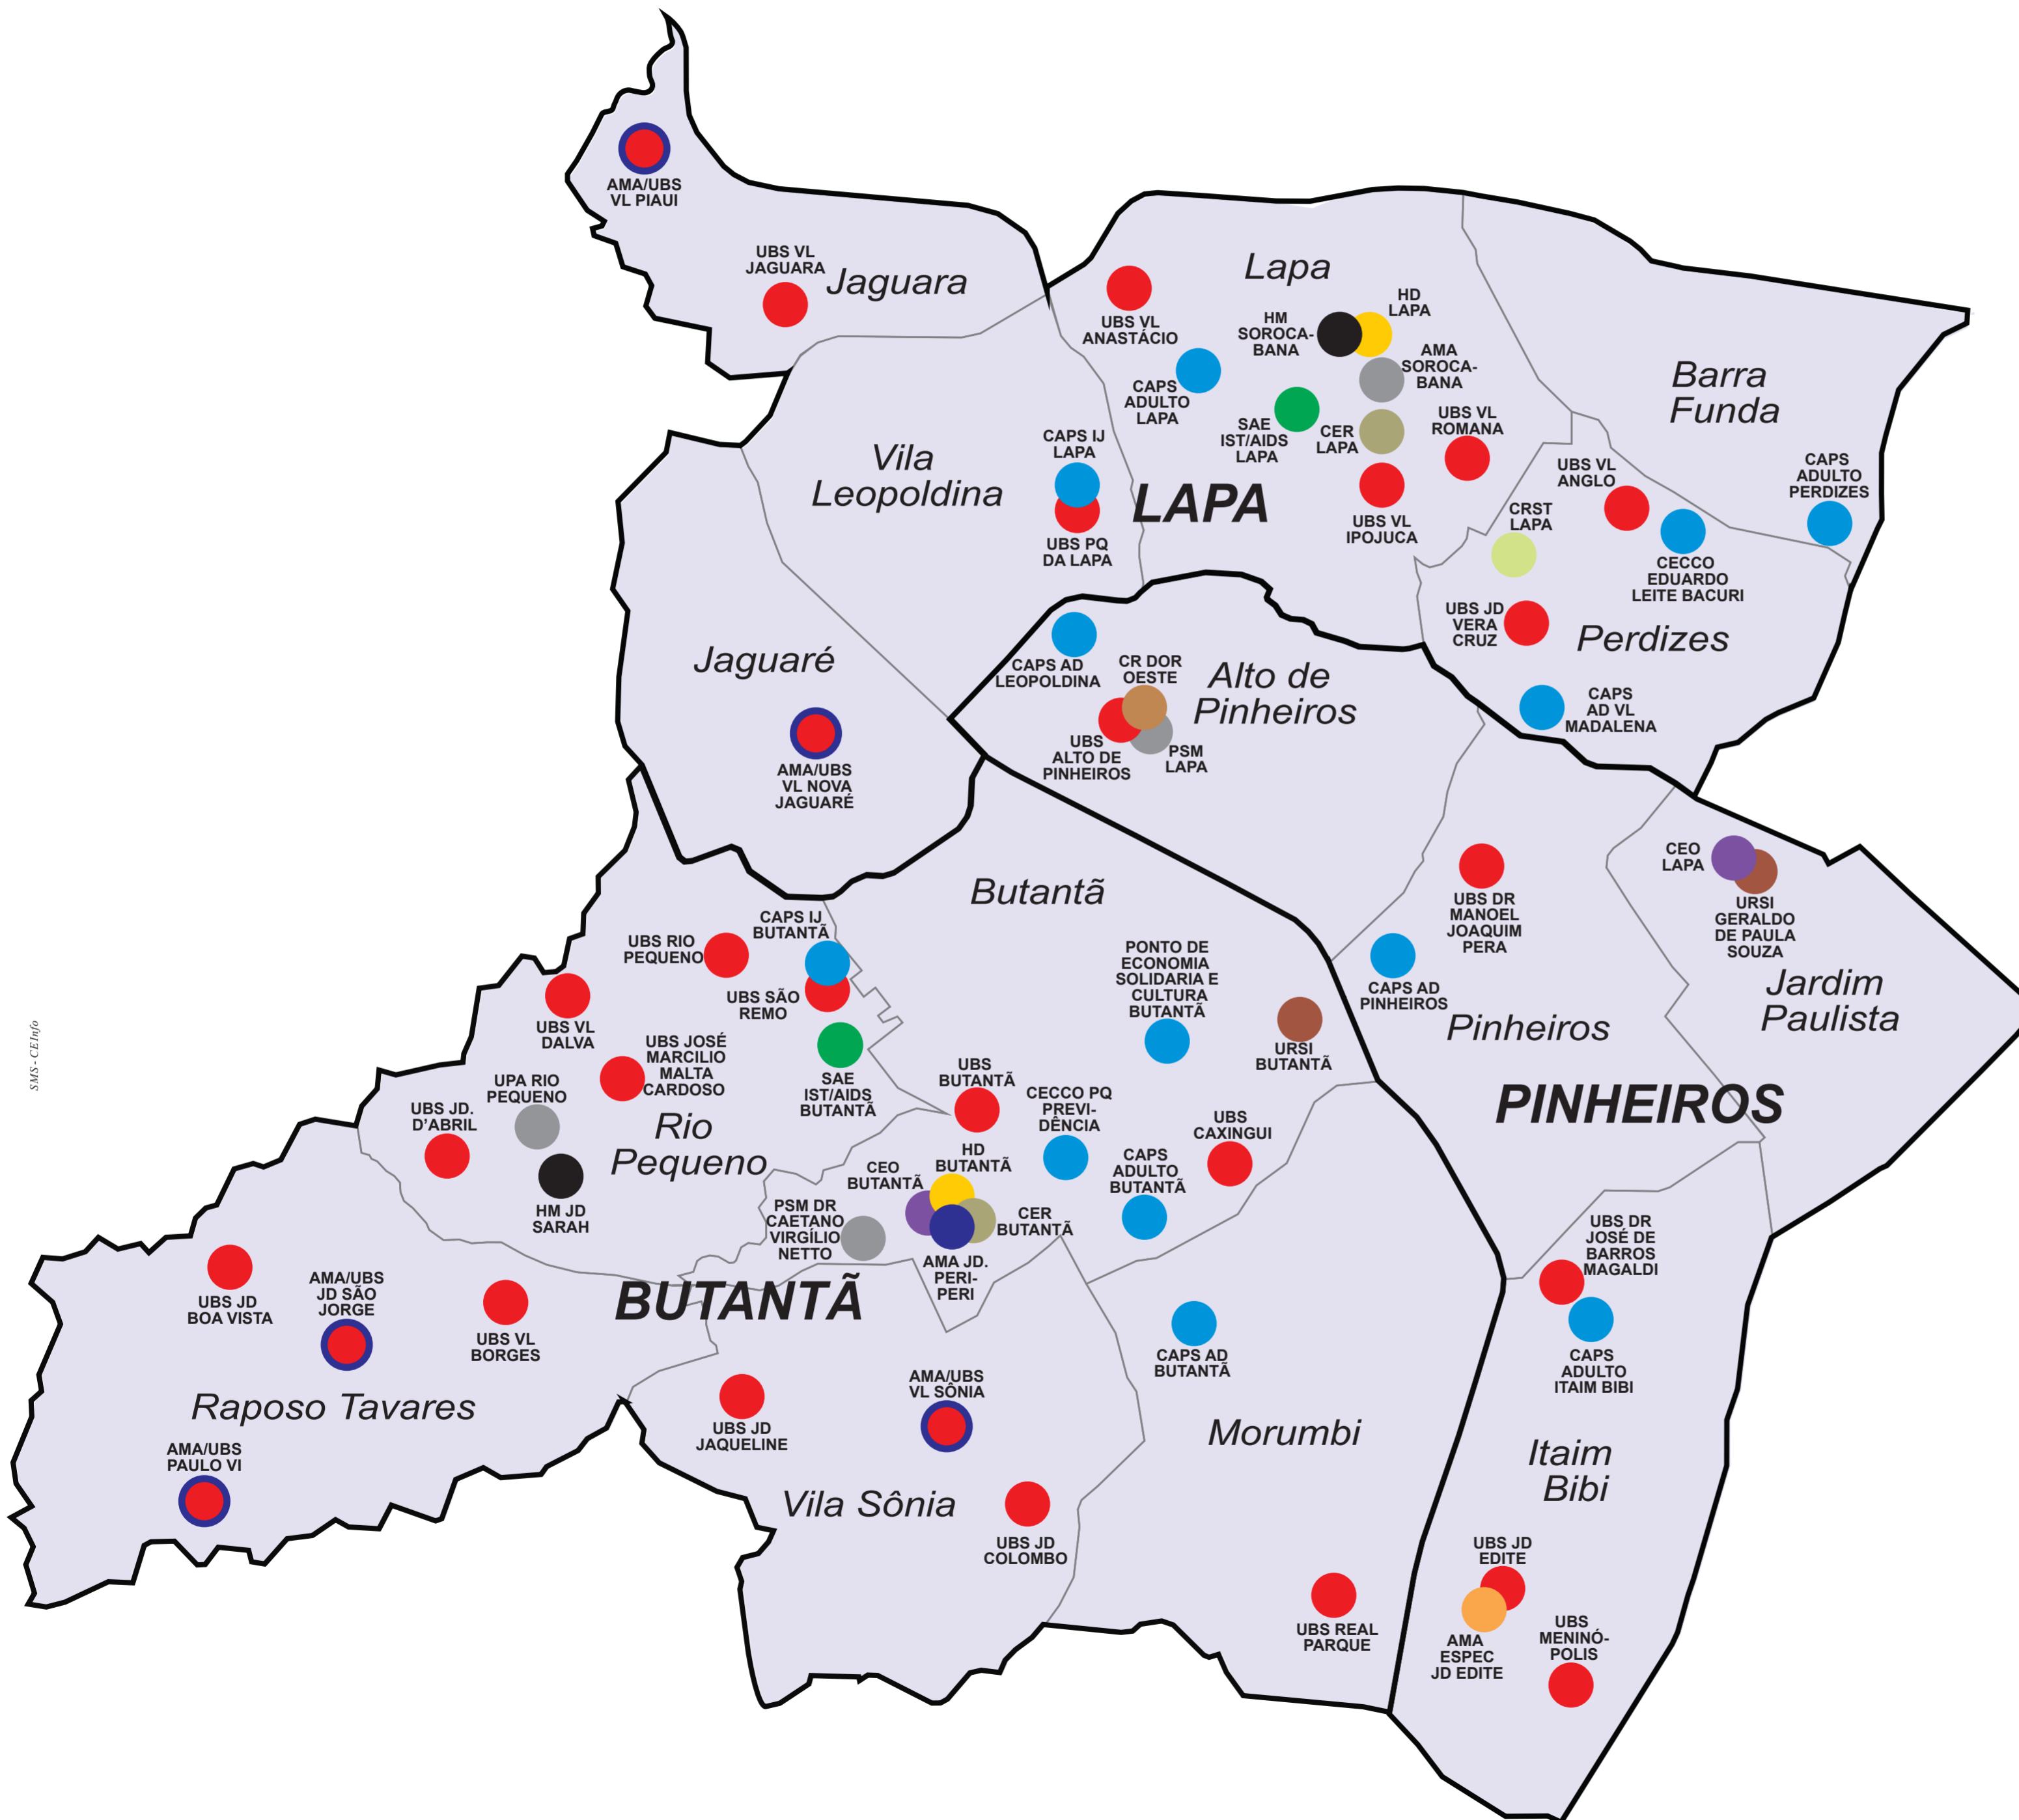 AMA/UBS
VL PIAUI
UBS VL
JAGUARA
Jaguara
Lapa
UBS VL
ANASTÁCIO
HM
SOROCA-
BANA
HD
LAPA
AMA
SOROCA-
BANA
CAPS
ADULTO
LAPA
SAE
IST/AIDS
LAPA
CER
LAPA
UBS VL
ROMANA
UBS VL
IPOJUCA
Barra
Funda
CAPS
ADULTO
PERDIZES
Vila
Leopoldina
CAPS IJ
LAPA
UBS PQ
DA LAPA
LAPA
UBS VL
ANGLO
CRST
LAPA
CECCO
EDUARDO
LEITE BACURI
UBS JD
VERA
CRUZ
Perdizes
CAPS
AD VL
MADALENA
Jaguaré
AMA/UBS
VL NOVA
JAGUARÉ
CAPS AD
LEOPOLDINA
CR DOR
OESTE
UBS
ALTO DE
PINHEIROS
PSM
LAPA
Alto de
Pinheiros
UBS DR
MANOEL
JOAQUIM
PERA
CAPS AD
PINHEIROS
Pinheiros
CEO
LAPA
URSI
GERALDO
DE PAULA
SOUZA
Jardim
Paulista
PINHEIROS
Butantã
CAPS IJ
BUTANTÃ
UBS RIO
PEQUENO
UBS SÃO
REMO
UBS VL
DALVA
UBS JOSÉ
MARCILIO
MALTA
CARDOSO
SAE
IST/AIDS
BUTANTÃ
PONTO DE
ECONOMIA
SOLIDARIA E
CULTURA
BUTANTÃ
URSI
BUTANTÃ
UPA RIO
PEQUENO
UBS JD.
D'ABRIL
Rio
Pequeno
HM JD
SARAH
UBS
BUTANTÃ
CECCO PQ
PREVI-
DÊNCIA
UBS
CAXINGUI
CAPS
ADULTO
BUTANTÃ
HD
BUTANTÃ
CEO
BUTANTÃ
CER
BUTANTÃ
AMA JD.
PERI-
PERI
PSM DR
CAETANO
VIRGÍLIO
NETTO
BUTANTÃ
UBS JD
BOA VISTA
AMA/UBS
JD SÃO
JORGE
UBS VL
BORGES
Raposo Tavares
AMA/UBS
PAULO VI
UBS JD
JAQUELINE
AMA/UBS
VL SÔNIA
Vila Sônia
UBS JD
COLOMBO
CAPS AD
BUTANTÃ
Morumbi
UBS REAL
PARQUE
UBS DR
JOSÉ DE
BARROS
MAGALDI
CAPS
ADULTO
ITAIM BIBI
Itaim
Bibi
UBS JD
EDITE
AMA
ESPEC
JD EDITE
UBS
MENINÓ-
POLIS
SMS - CEInfo